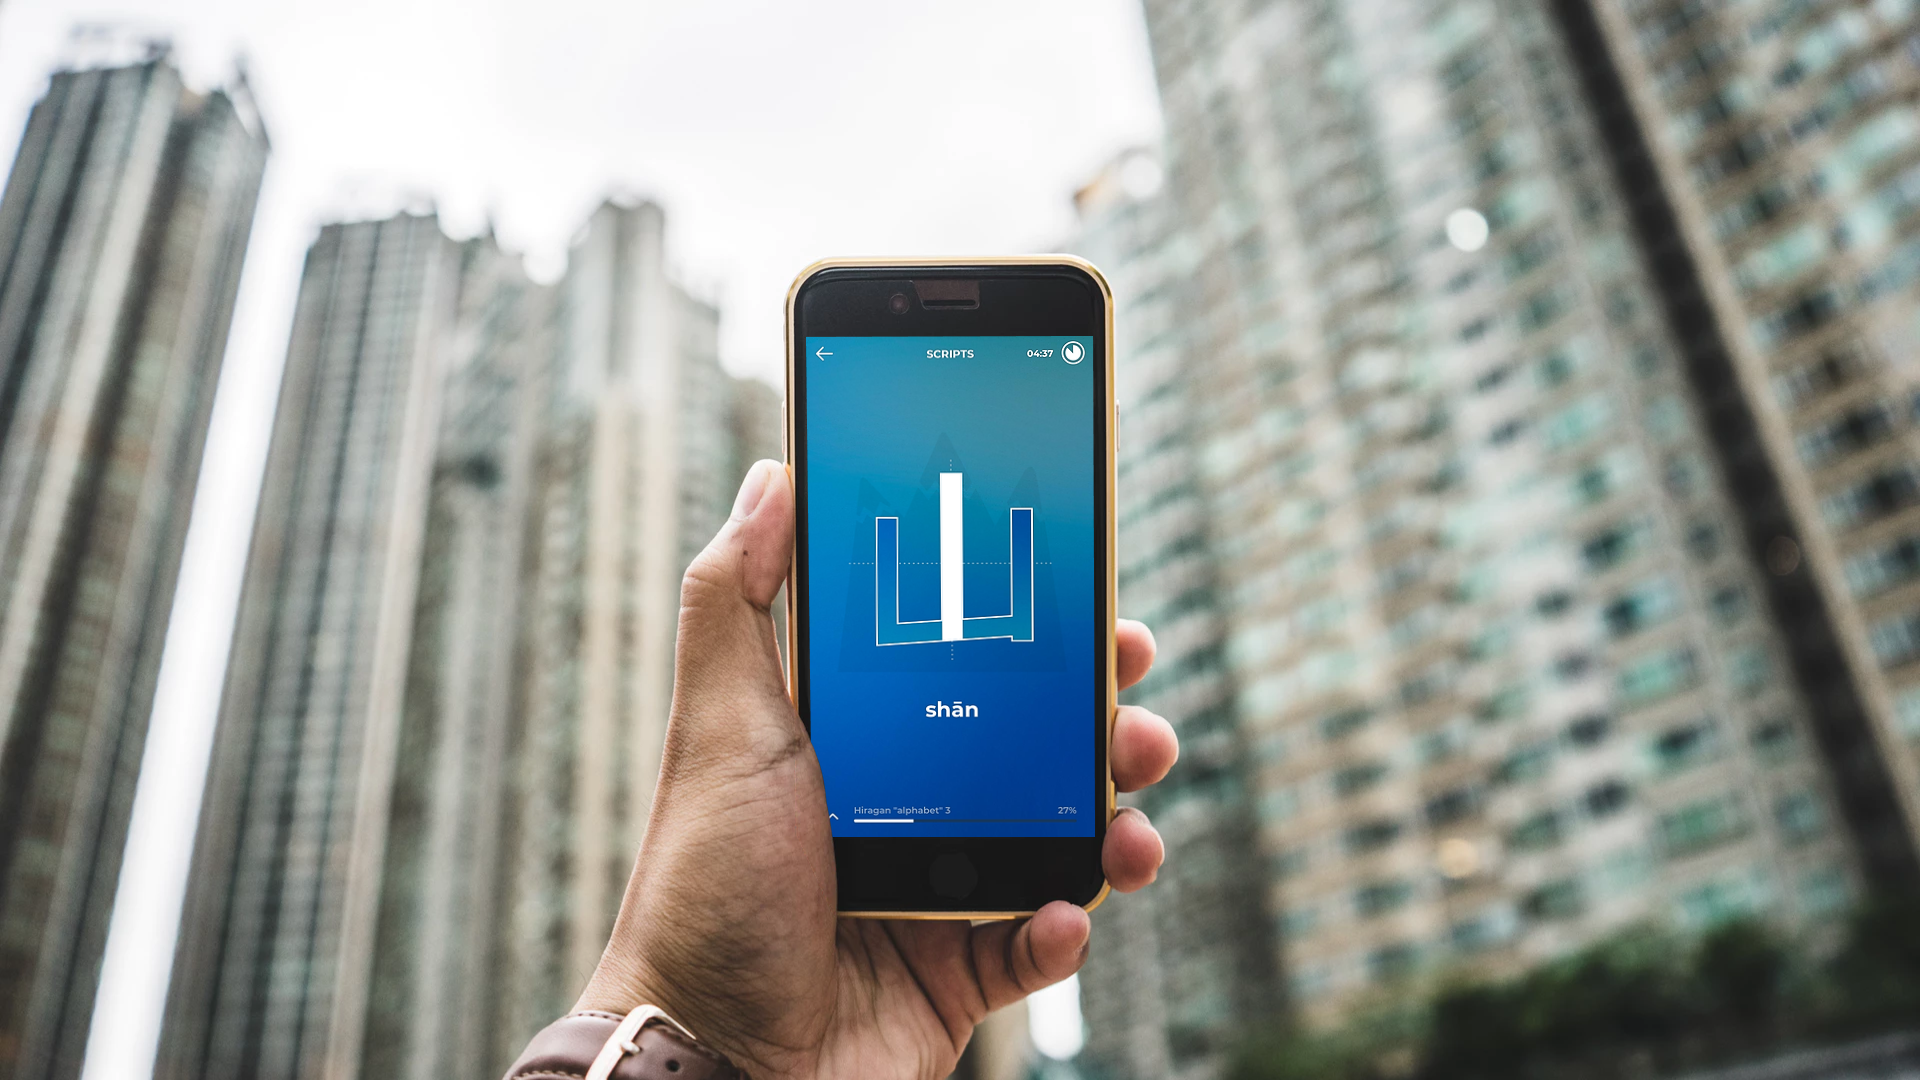 SCRIPTS
04:37
山
shān
Hiragan "alphabet" 3
27%